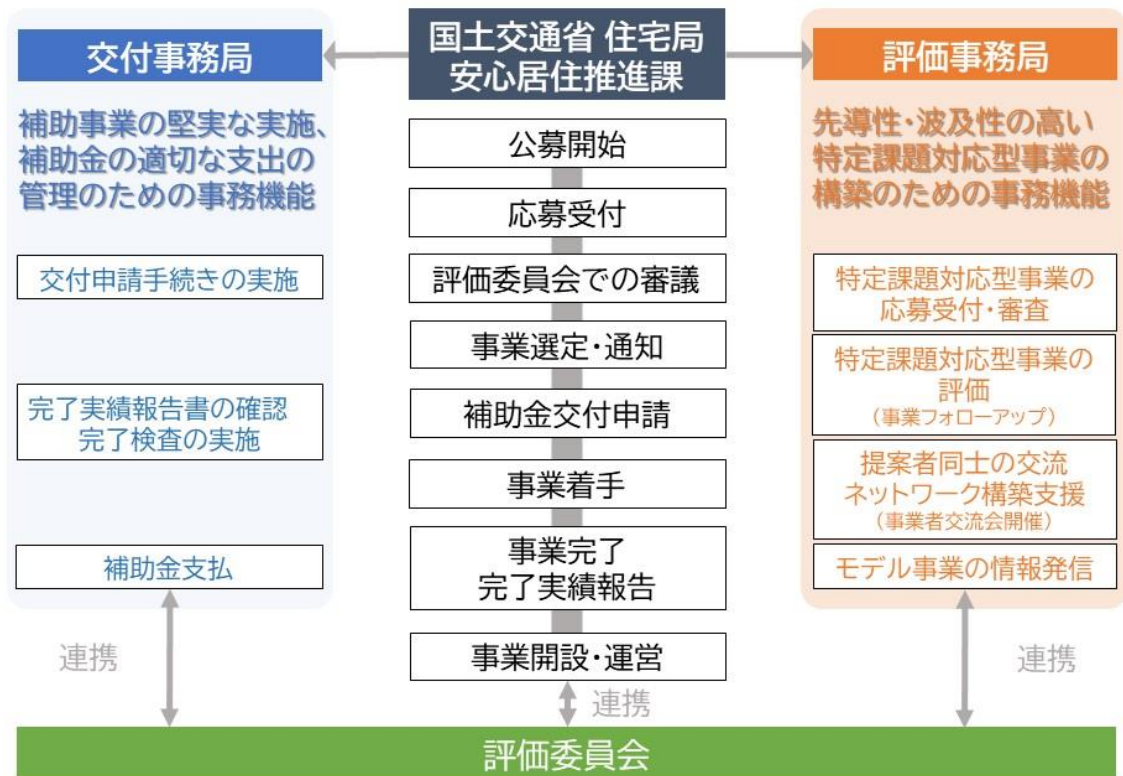 交付事務局
補助事業の堅実な実施、
補助金の適切な支出の
管理のための事務機能
交付申請手続きの実施
完了実績報告書の確認
完了検査の実施
補助金支払
連携
国土交通省 住宅局
安心居住推進課
公募開始
応募受付
評価委員会での審議
事業選定・通知
補助金交付申請
事業着手
事業完了
完了実績報告
事業開設・運営
連携
評価事務局
先導性・波及性の高い
特定課題対応型事業の
構築のための事務機能
特定課題対応型事業の
応募受付・審査
特定課題対応型事業の
評価
（事業フォローアップ）
提案者同士の交流
ネットワーク構築支援
（事業者交流会開催）
モデル事業の情報発信
連携
評価委員会